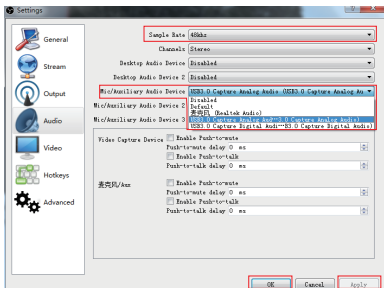 Settings
General
Stream
Output
Audio
Video
Hotkeys
Advanced
Sample Rate 48khz
Channels Stereo
Desktop Audio Device Disabled
Desktop Audio Device 2 Disabled
Mic/Auxiliary Audio Device USB3.0 Capture Analog Audio (USB3.0 Capture Analog Au
Mic/Auxiliary Audio Device 2
Mic/Auxiliary Audio Device 3
Disabled
Default
麦克风 (Realtek Audio)
USB3.0 Capture Analog Aud…3.0 Capture Analog Audio)
USB3.0 Capture Digital Audi…B3.0 Capture Digital Audio)
Video Capture Device Enable Push-to-mute
Push-to-mute delay 0 ms
Enable Push-to-talk
Push-to-talk delay 0 ms
麦克风/Aux Enable Push-to-mute
Push-to-mute delay 0 ms
Enable Push-to-talk
Push-to-talk delay 0 ms
OK Cancel Apply